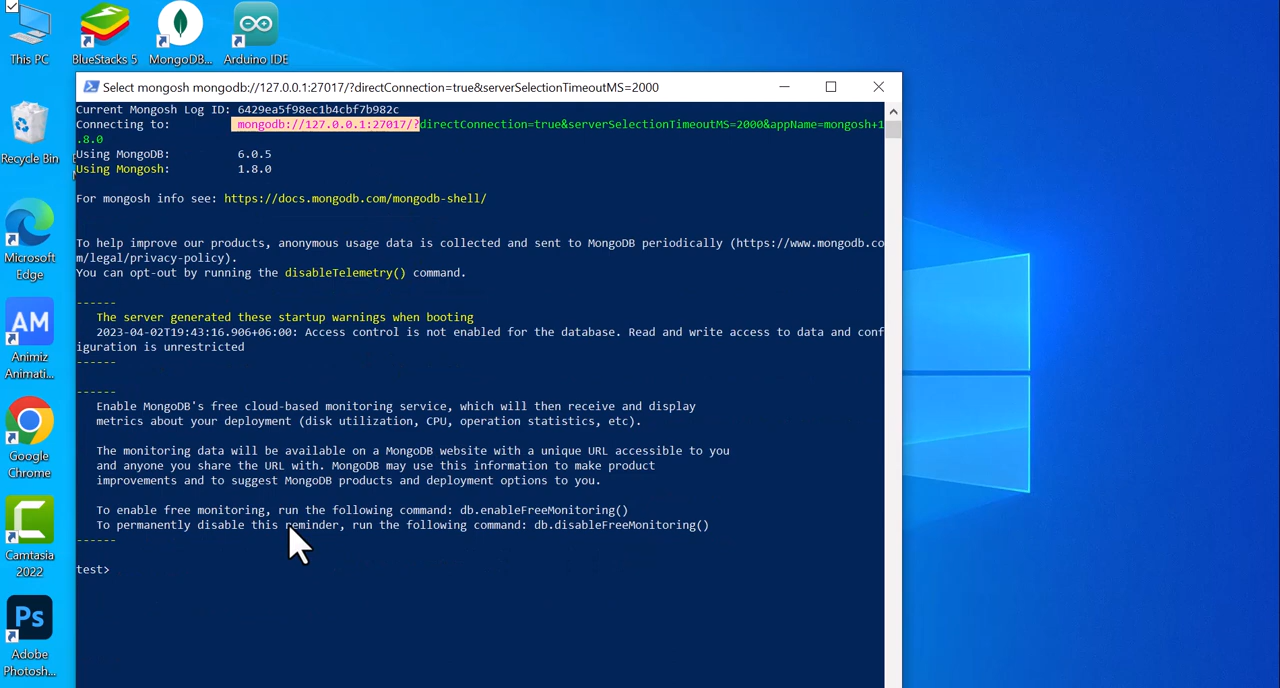 This PC
BlueStacks 5
MongoDB...
Arduino IDE
Recycle Bin
Microsoft
Edge
AM
Animiz
Animati...
Google
Chrome
Camtasia
2022
Ps
Adobe
Photosh...
Select mongosh mongodb://127.0.0.1:27017/?directConnection=true&serverSelectionTimeoutMS=2000
Current Mongosh Log ID: 6429ea5f98ec1b4cbf7b982c
Connecting to: mongodb://127.0.0.1:27017/?directConnection=true&serverSelectionTimeoutMS=2000&appName=mongosh+1
.8.0
Using MongoDB: 6.0.5
Using Mongosh: 1.8.0
For mongosh info see: https://docs.mongodb.com/mongodb-shell/
To help improve our products, anonymous usage data is collected and sent to MongoDB periodically (https://www.mongodb.co
m/legal/privacy-policy).
You can opt-out by running the disableTelemetry() command.
------
The server generated these startup warnings when booting
2023-04-02T19:43:16.906+06:00: Access control is not enabled for the database. Read and write access to data and conf
iguration is unrestricted
------
------
Enable MongoDB's free cloud-based monitoring service, which will then receive and display
metrics about your deployment (disk utilization, CPU, operation statistics, etc).
The monitoring data will be available on a MongoDB website with a unique URL accessible to you
and anyone you share the URL with. MongoDB may use this information to make product
improvements and to suggest MongoDB products and deployment options to you.
To enable free monitoring, run the following command: db.enableFreeMonitoring()
To permanently disable this reminder, run the following command: db.disableFreeMonitoring()
------
test>